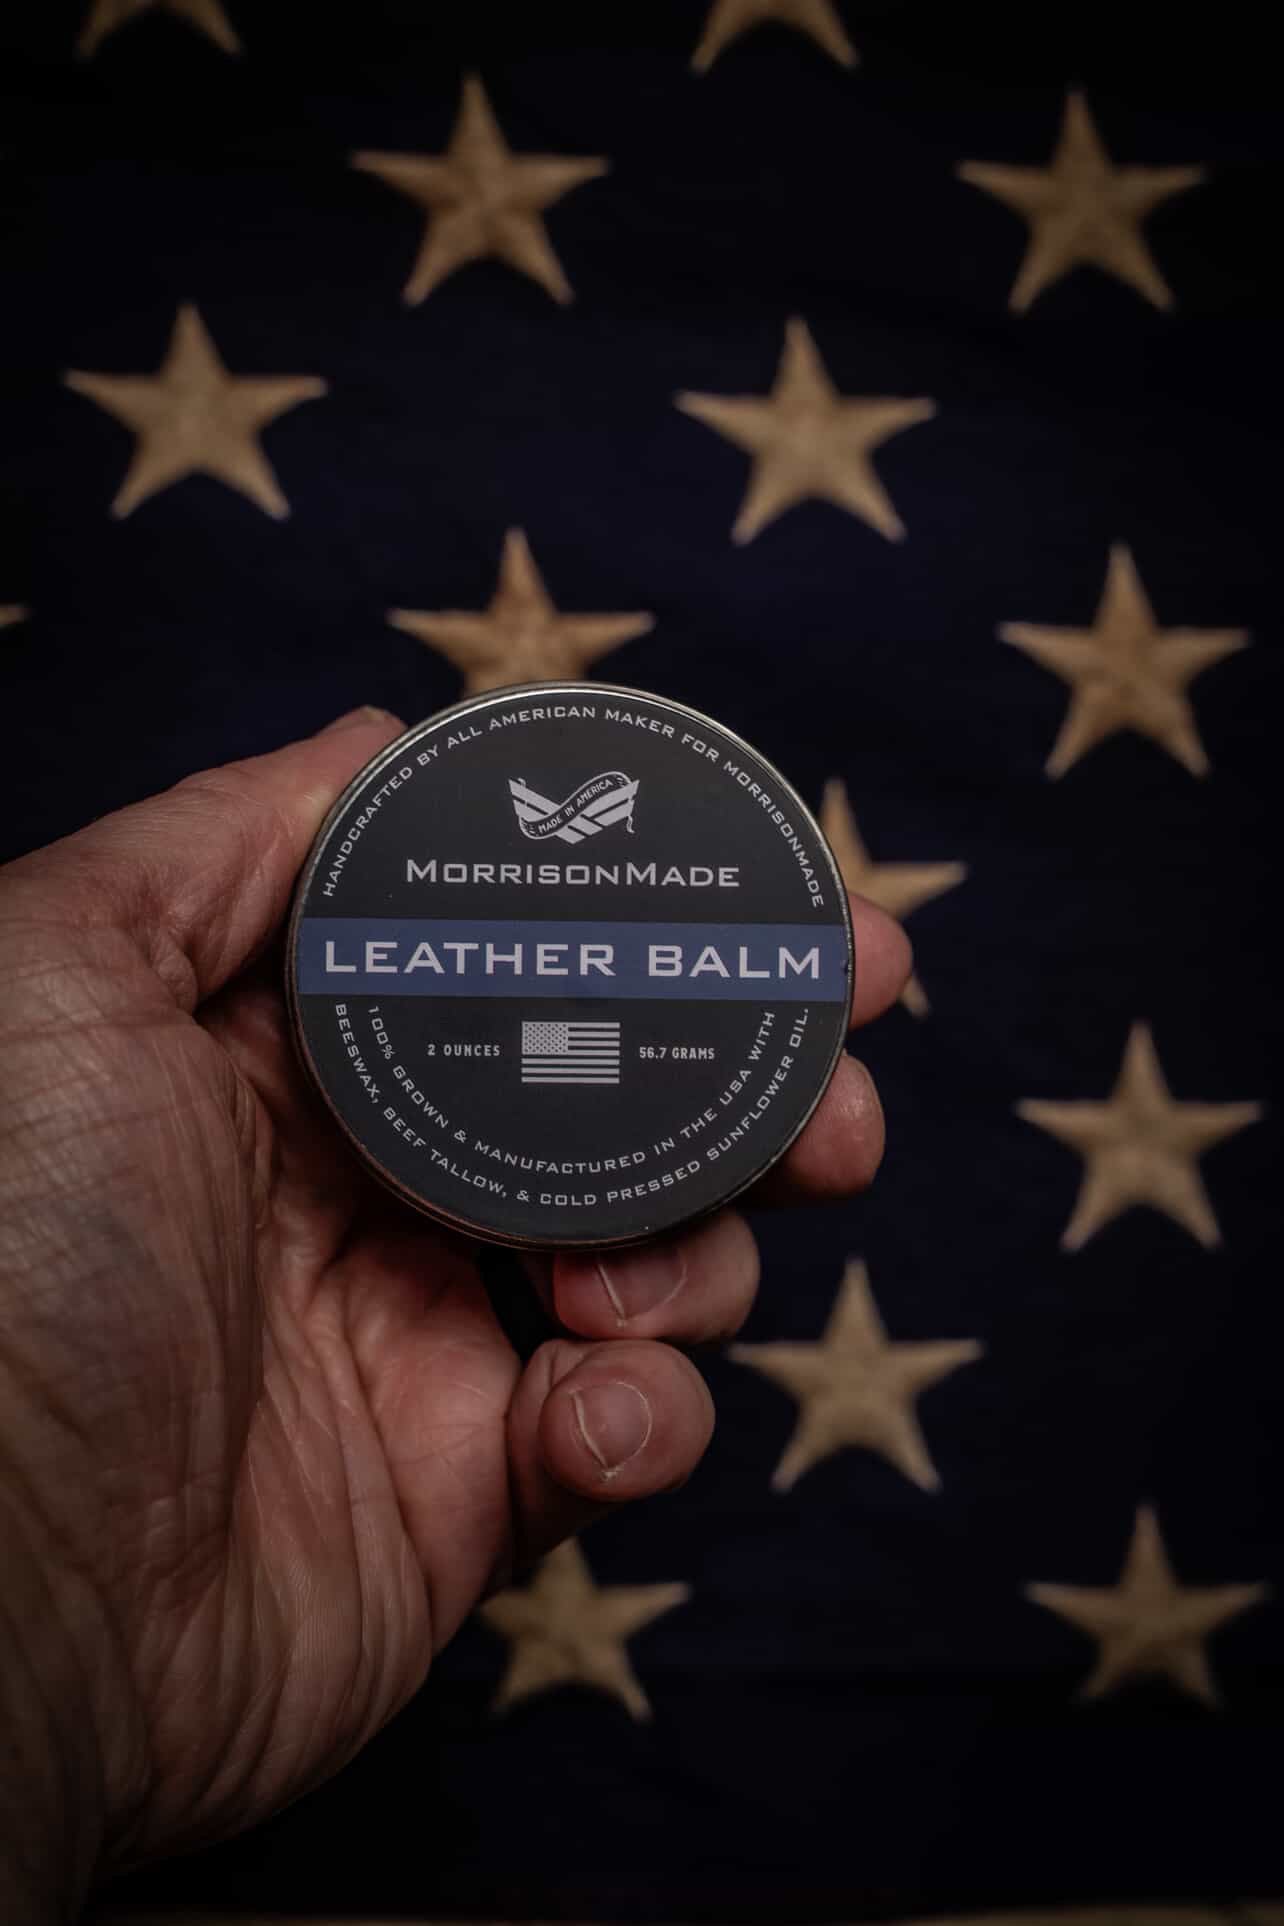 HANDCRAFTED BY ALL AMERICAN MAKER FOR MORRISONMADE
MADE IN AMERICA
MORRISONMADE
LEATHER BALM
2 OUNCES
56.7 GRAMS
100% GROWN & MANUFACTURED IN THE USA WITH
BEESWAX, BEEF TALLOW, & COLD PRESSED SUNFLOWER OIL.